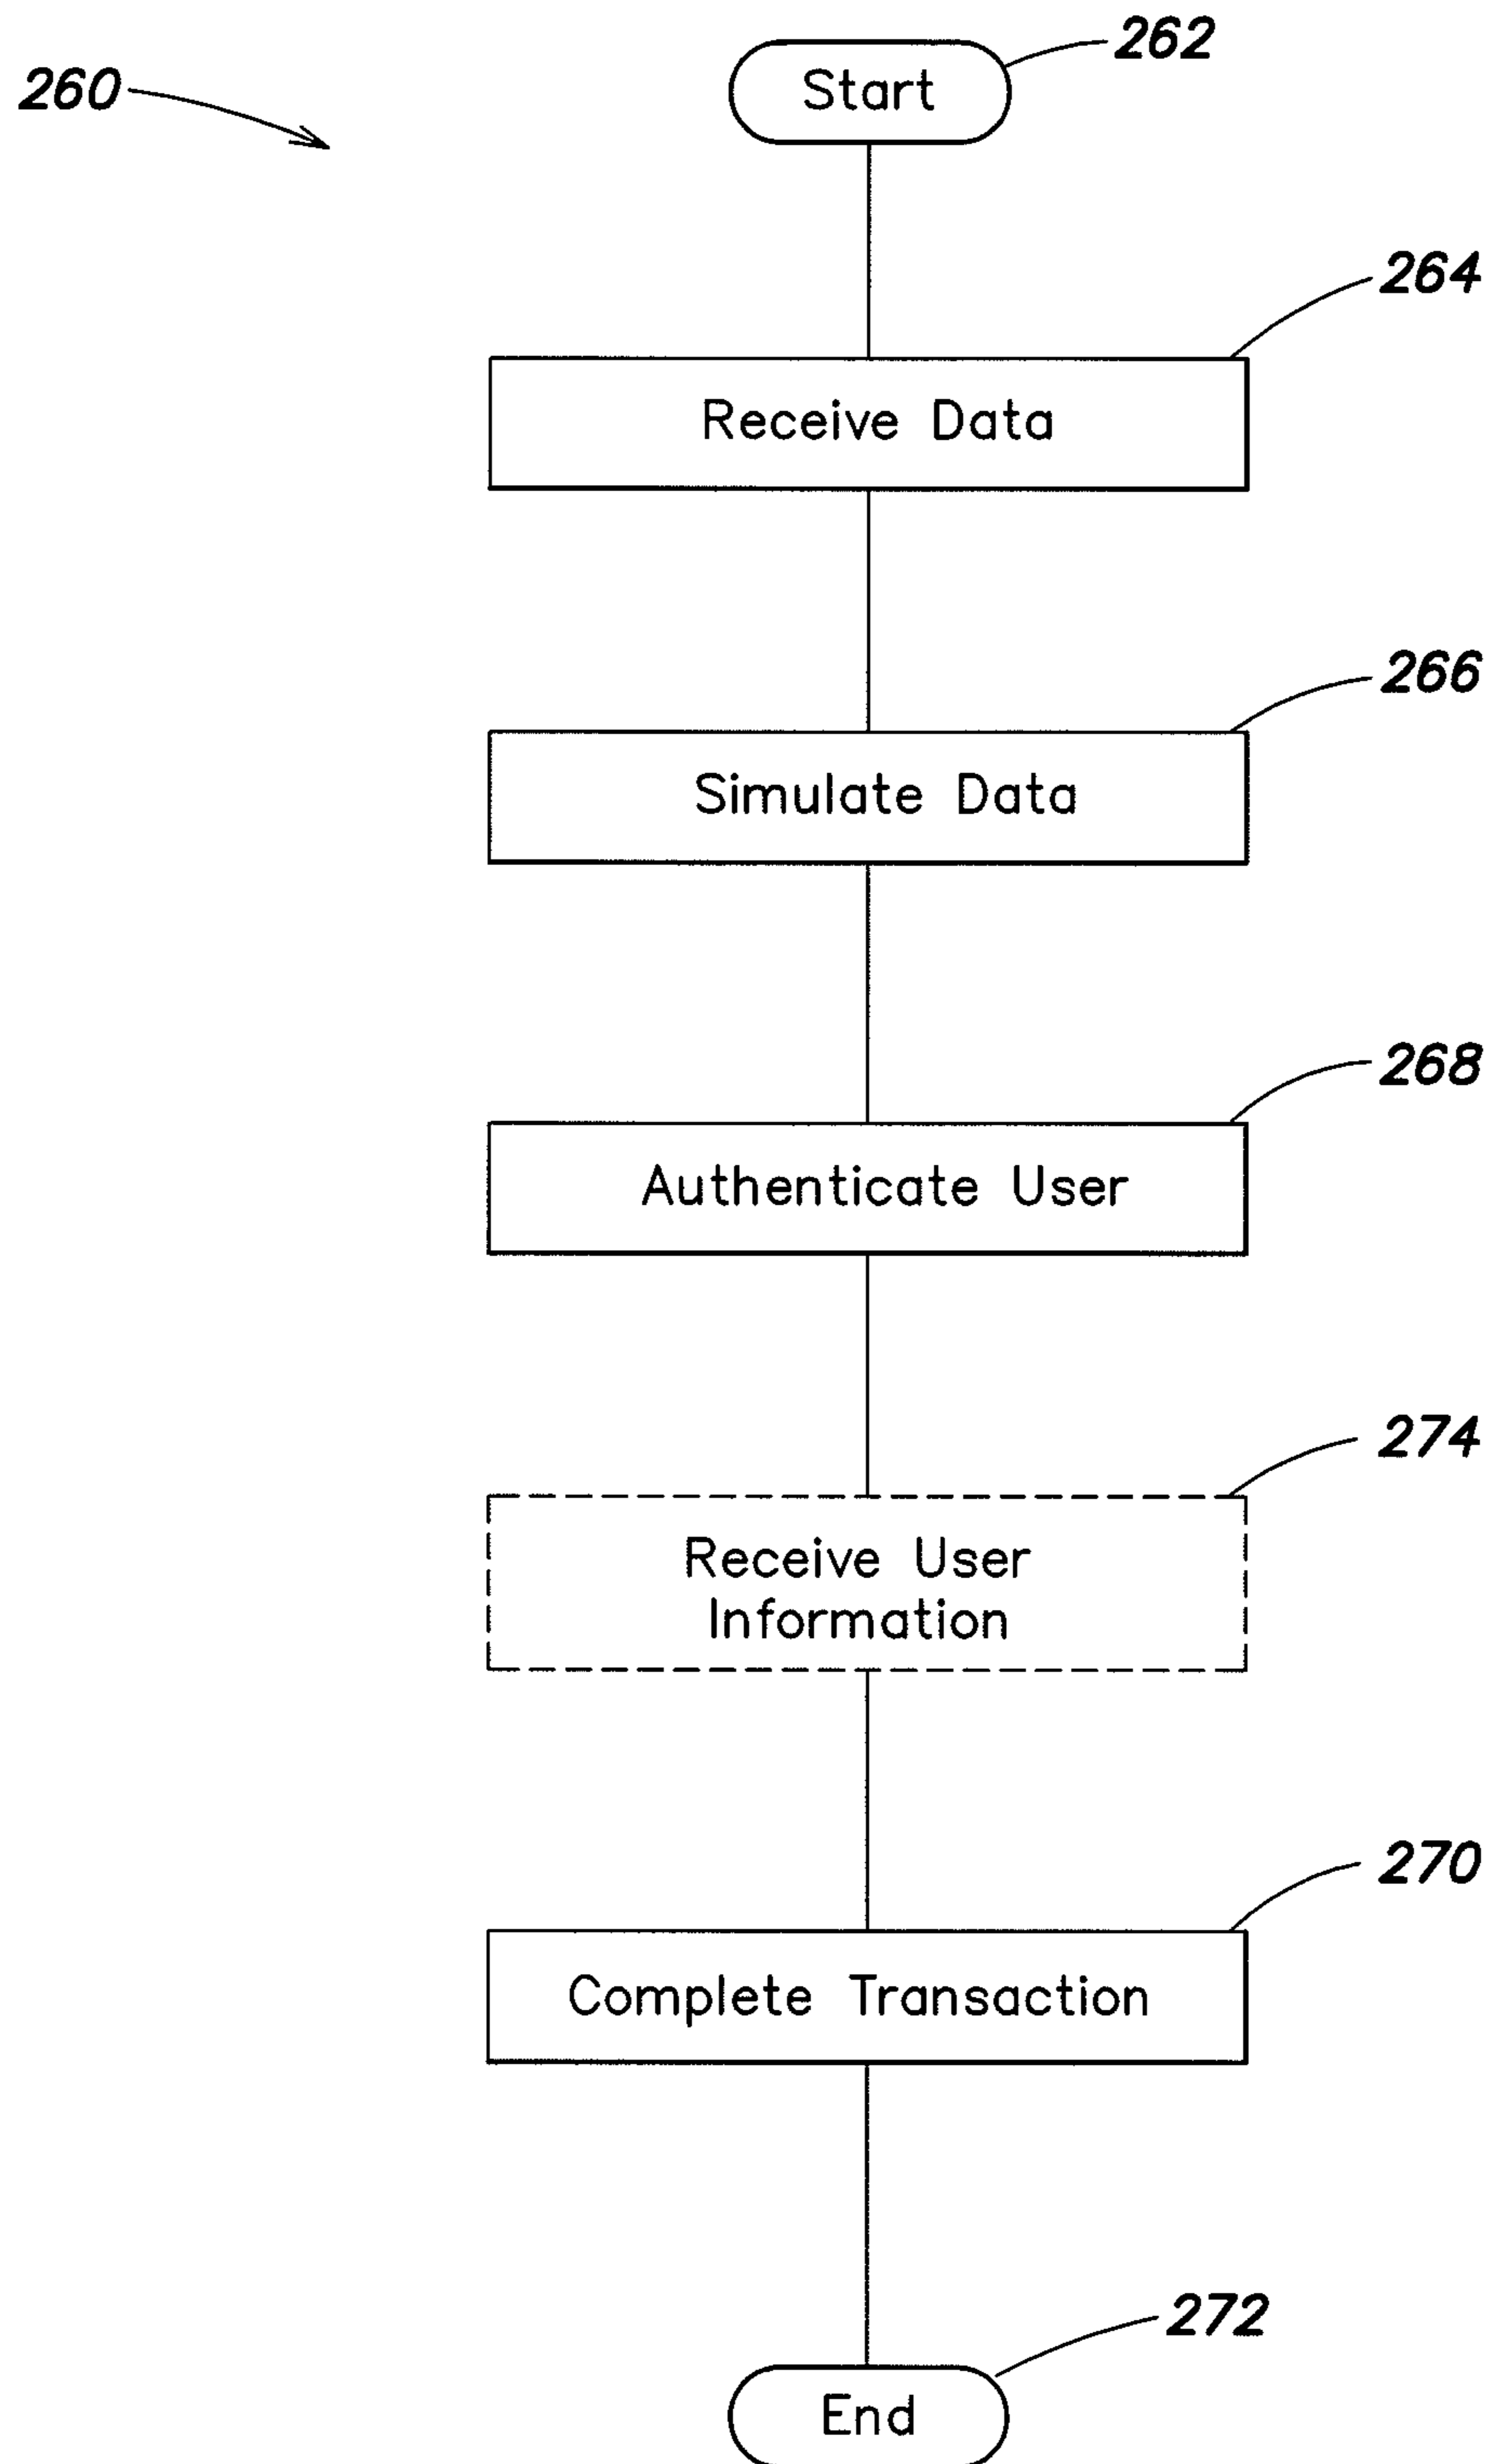 260
Start
262
264
Receive Data
266
Simulate Data
268
Authenticate User
274
Receive User
Information
270
Complete Transaction
272
End